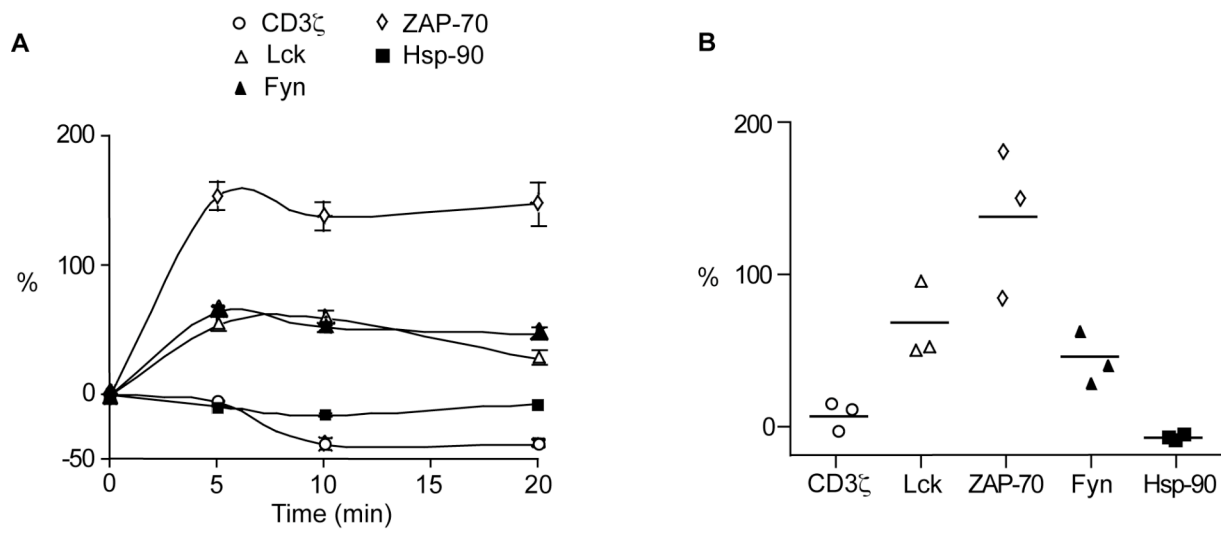 A
CD3ζ
ZAP-70
Lck
Hsp-90
Fyn
200
100
0
-50
%
0
5
10
15
20
Time (min)
B
200
100
0
%
CD3ζ
Lck
ZAP-70
Fyn
Hsp-90